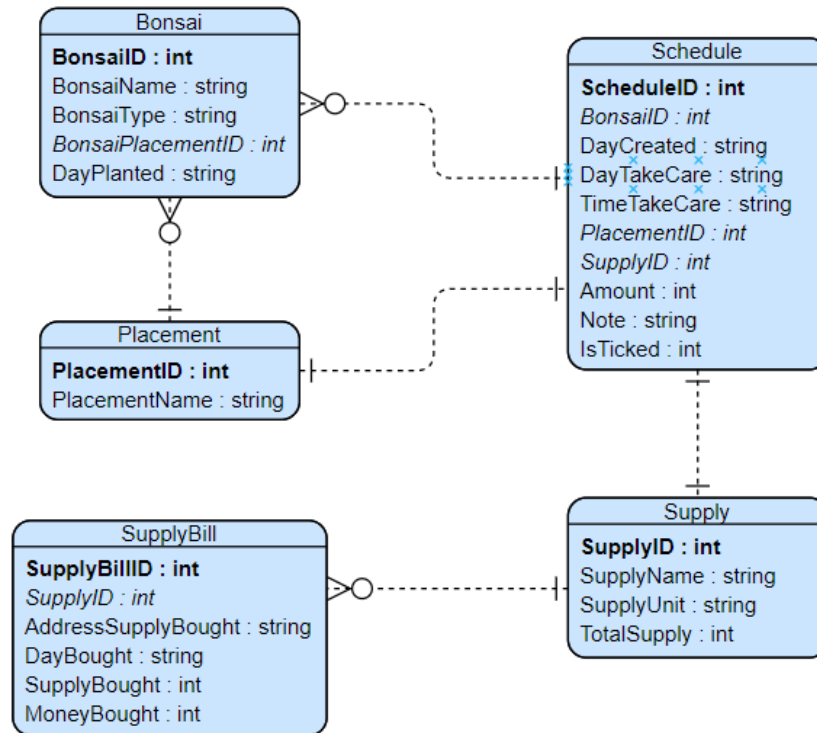 Bonsai
BonsaiID : int
BonsaiName : string
BonsaiType : string
BonsaiPlacementID : int
DayPlanted : string
Schedule
ScheduleID : int
BonsaiID : int
DayCreated : string
DayTakeCare : string
TimeTakeCare : string
PlacementID : int
SupplyID : int
Amount : int
Note : string
IsTicked : int
Placement
PlacementID : int
PlacementName : string
SupplyBill
SupplyBillID : int
SupplyID : int
AddressSupplyBought : string
DayBought : string
SupplyBought : int
MoneyBought : int
Supply
SupplyID : int
SupplyName : string
SupplyUnit : string
TotalSupply : int